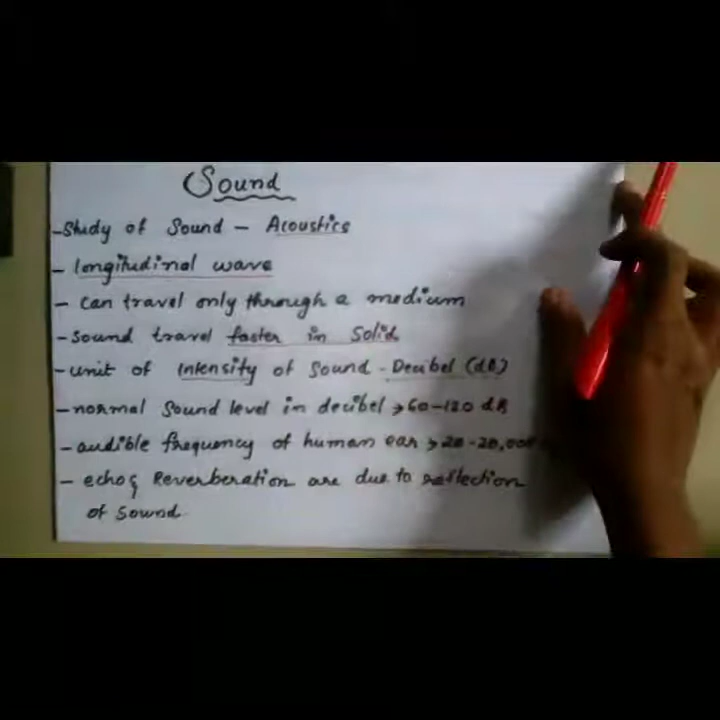 Sound
- Study of Sound - Acoustics
- longitudinal wave
- can travel only through a medium
- sound travel faster in solid
- unit of Intensity of Sound - Decibel (dB)
- normal Sound level in decibel → 60-120 dB
- audible frequency of human ear → 20-20,000
- echo & Reverberation are due to reflection
of Sound